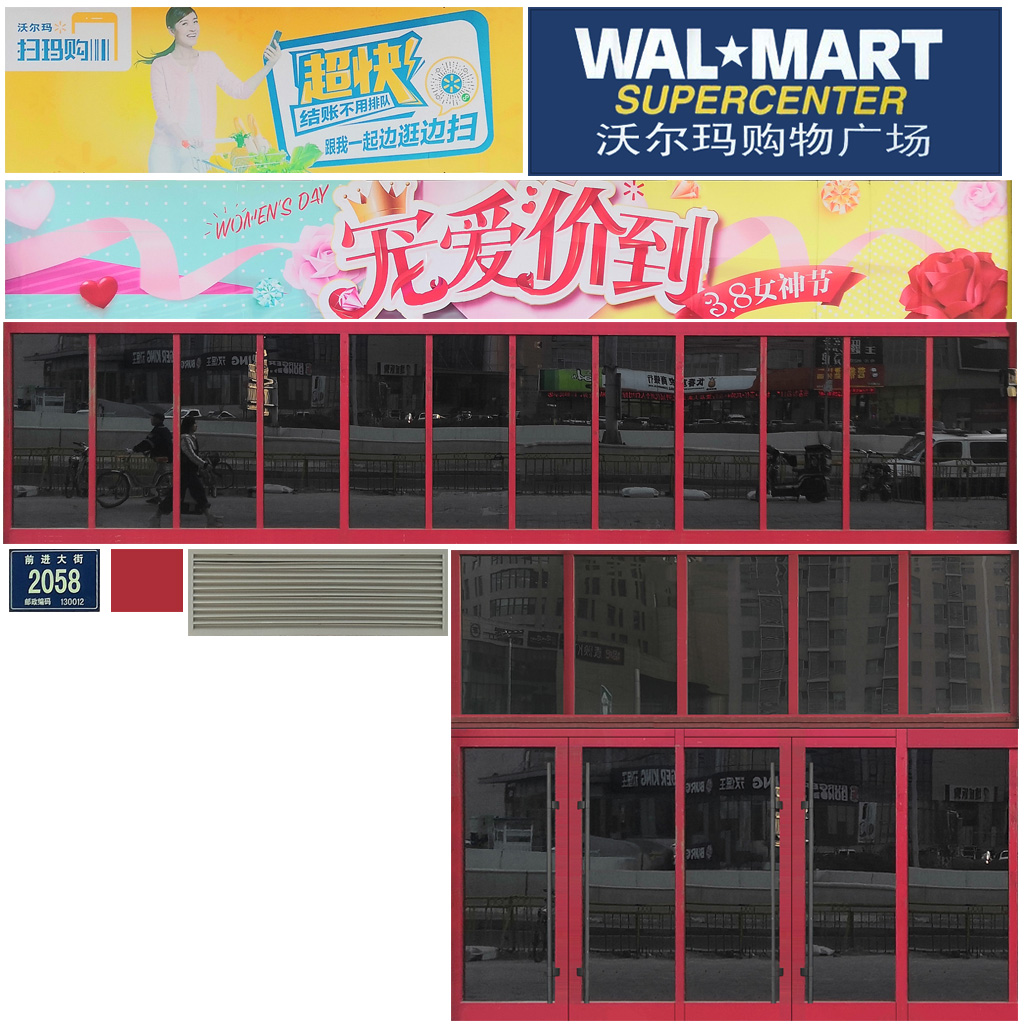 沃尔玛
扫玛购
超快!
结账不用排队
跟我一起边逛边扫
WAL★MART
SUPERCENTER
沃尔玛购物广场
WOMEN'S DAY
宠爱价到
3.8女神节
前进大街
2058
邮政编码 130012